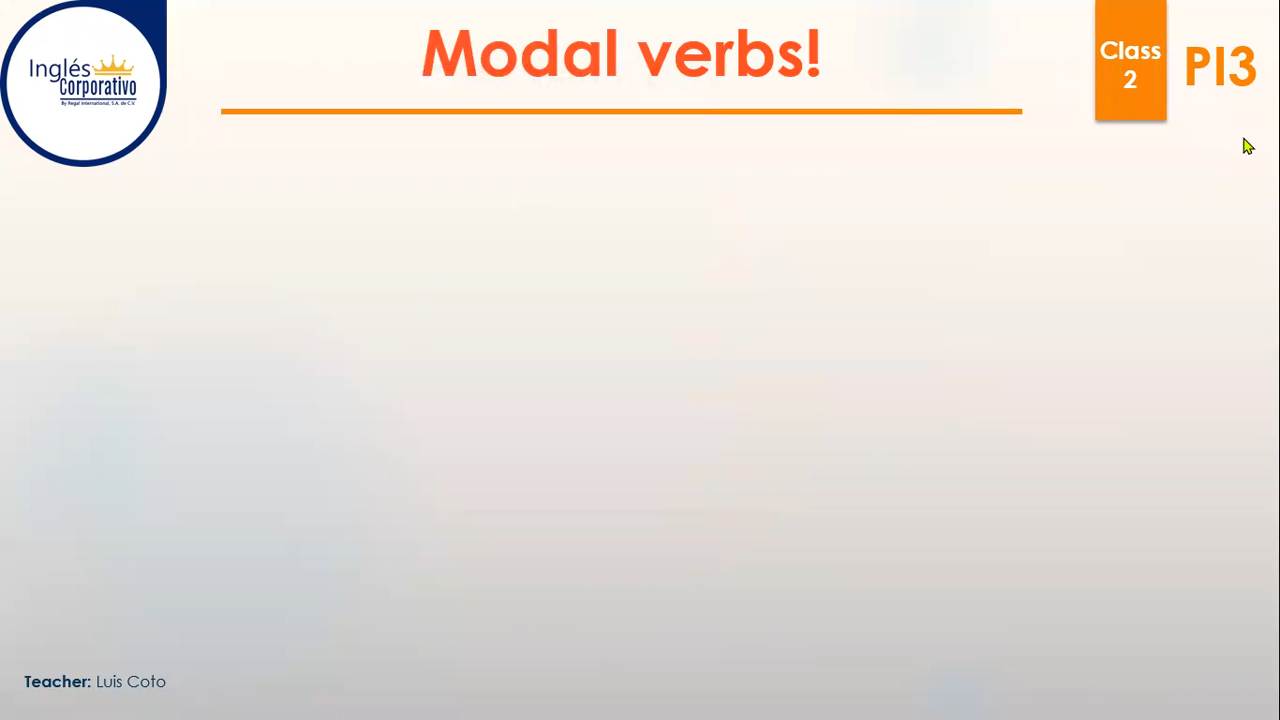 Inglés
Corporativo
By Regal International, S.A. de C.V.
Modal verbs!
Class
2
PI3
Teacher: Luis Coto